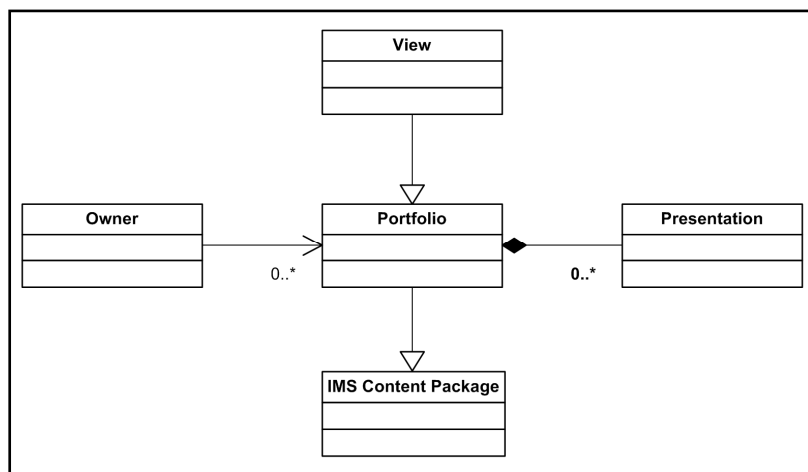 View
Owner
Portfolio
Presentation
0..*
0..*
IMS Content Package